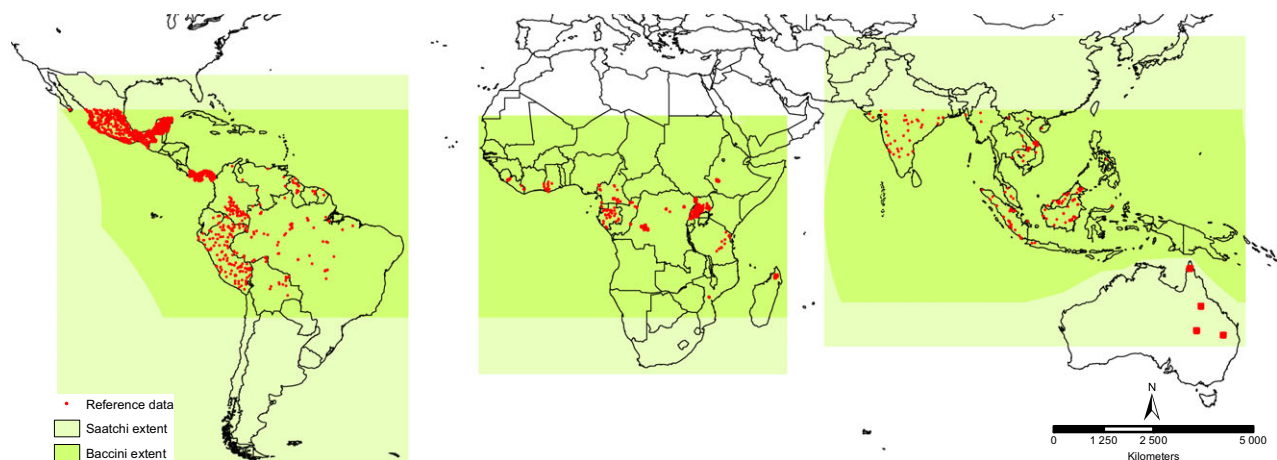 Reference data
Saatchi extent
Baccini extent
N
0 1 250 2 500 5 000
Kilometers